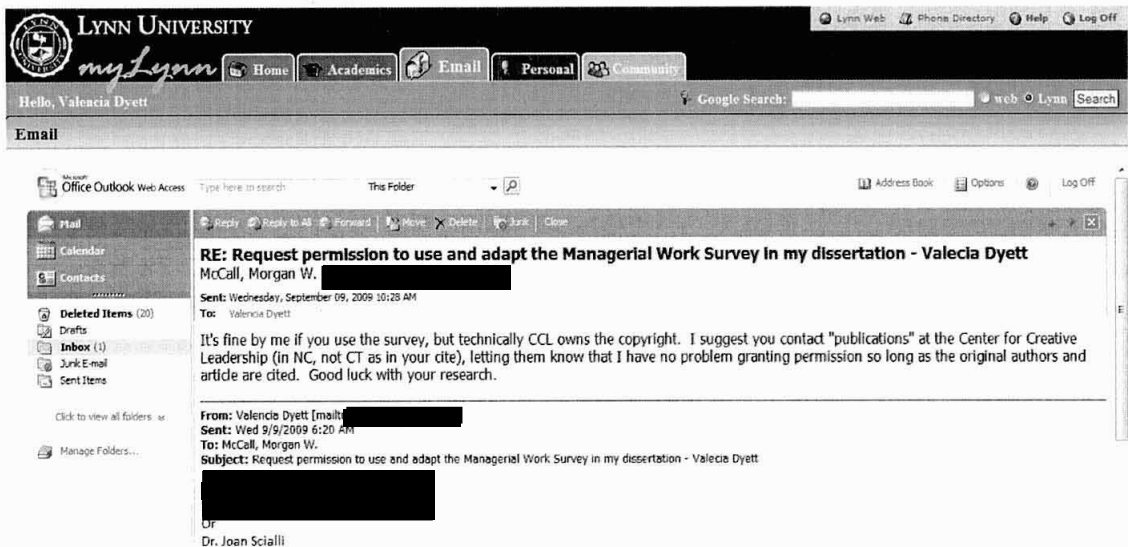 LYNN UNIVERSITY
myLynn
Lynn Web Phone Directory Help Log Off
Home Academics Email Personal Community
Hello, Valencia Dyett
Google Search: web Lynn Search
Email
Microsoft
Office Outlook Web Access Type here to search This Folder Address Book Options Log Off
Mail
Calendar
Contacts
Deleted Items (20)
Drafts
Inbox (1)
Junk E-mail
Sent Items
Click to view all folders
Manage Folders...
Reply Reply to All Forward Move Delete Junk Close
RE: Request permission to use and adapt the Managerial Work Survey in my dissertation - Valecia Dyett
McCall, Morgan W.
Sent: Wednesday, September 09, 2009 10:28 AM
To: Valencia Dyett
It's fine by me if you use the survey, but technically CCL owns the copyright. I suggest you contact "publications" at the Center for Creative
Leadership (in NC, not CT as in your cite), letting them know that I have no problem granting permission so long as the original authors and
article are cited. Good luck with your research.
From: Valencia Dyett [mailto
Sent: Wed 9/9/2009 6:20 AM
To: McCall, Morgan W.
Subject: Request permission to use and adapt the Managerial Work Survey in my dissertation - Valecia Dyett
Or
Dr. Joan Scialli